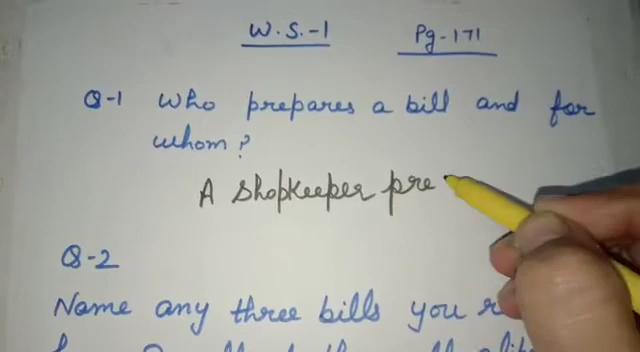 W.S.-1 Pg-171
Q-1 Who prepares a bill and for
whom?
A shopkeeper pre
Q-2
Name any three bills you